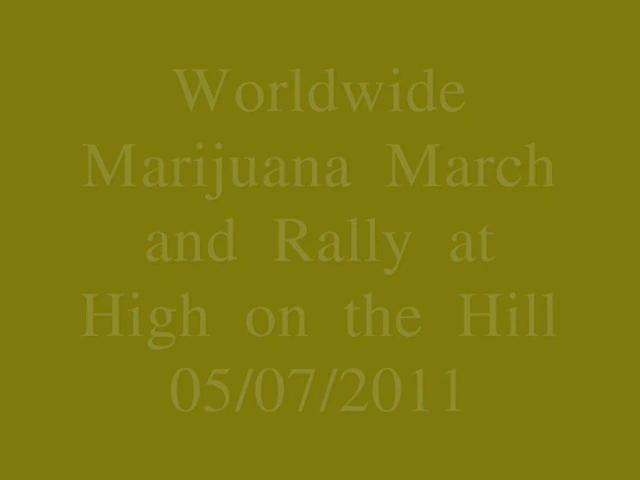 Worldwide
Marijuana March
and Rally at
High on the Hill
05/07/2011